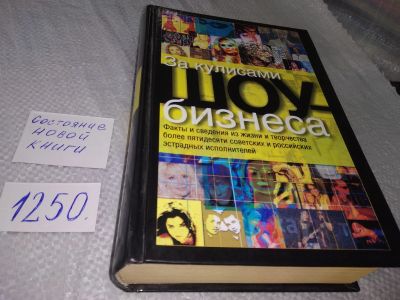 За кулисами
ШОУ-
бизнеса
Факты и сведения из жизни и творчества
более пятидесяти советских и российских
эстрадных исполнителей
Состояние
новой
книги
1250.